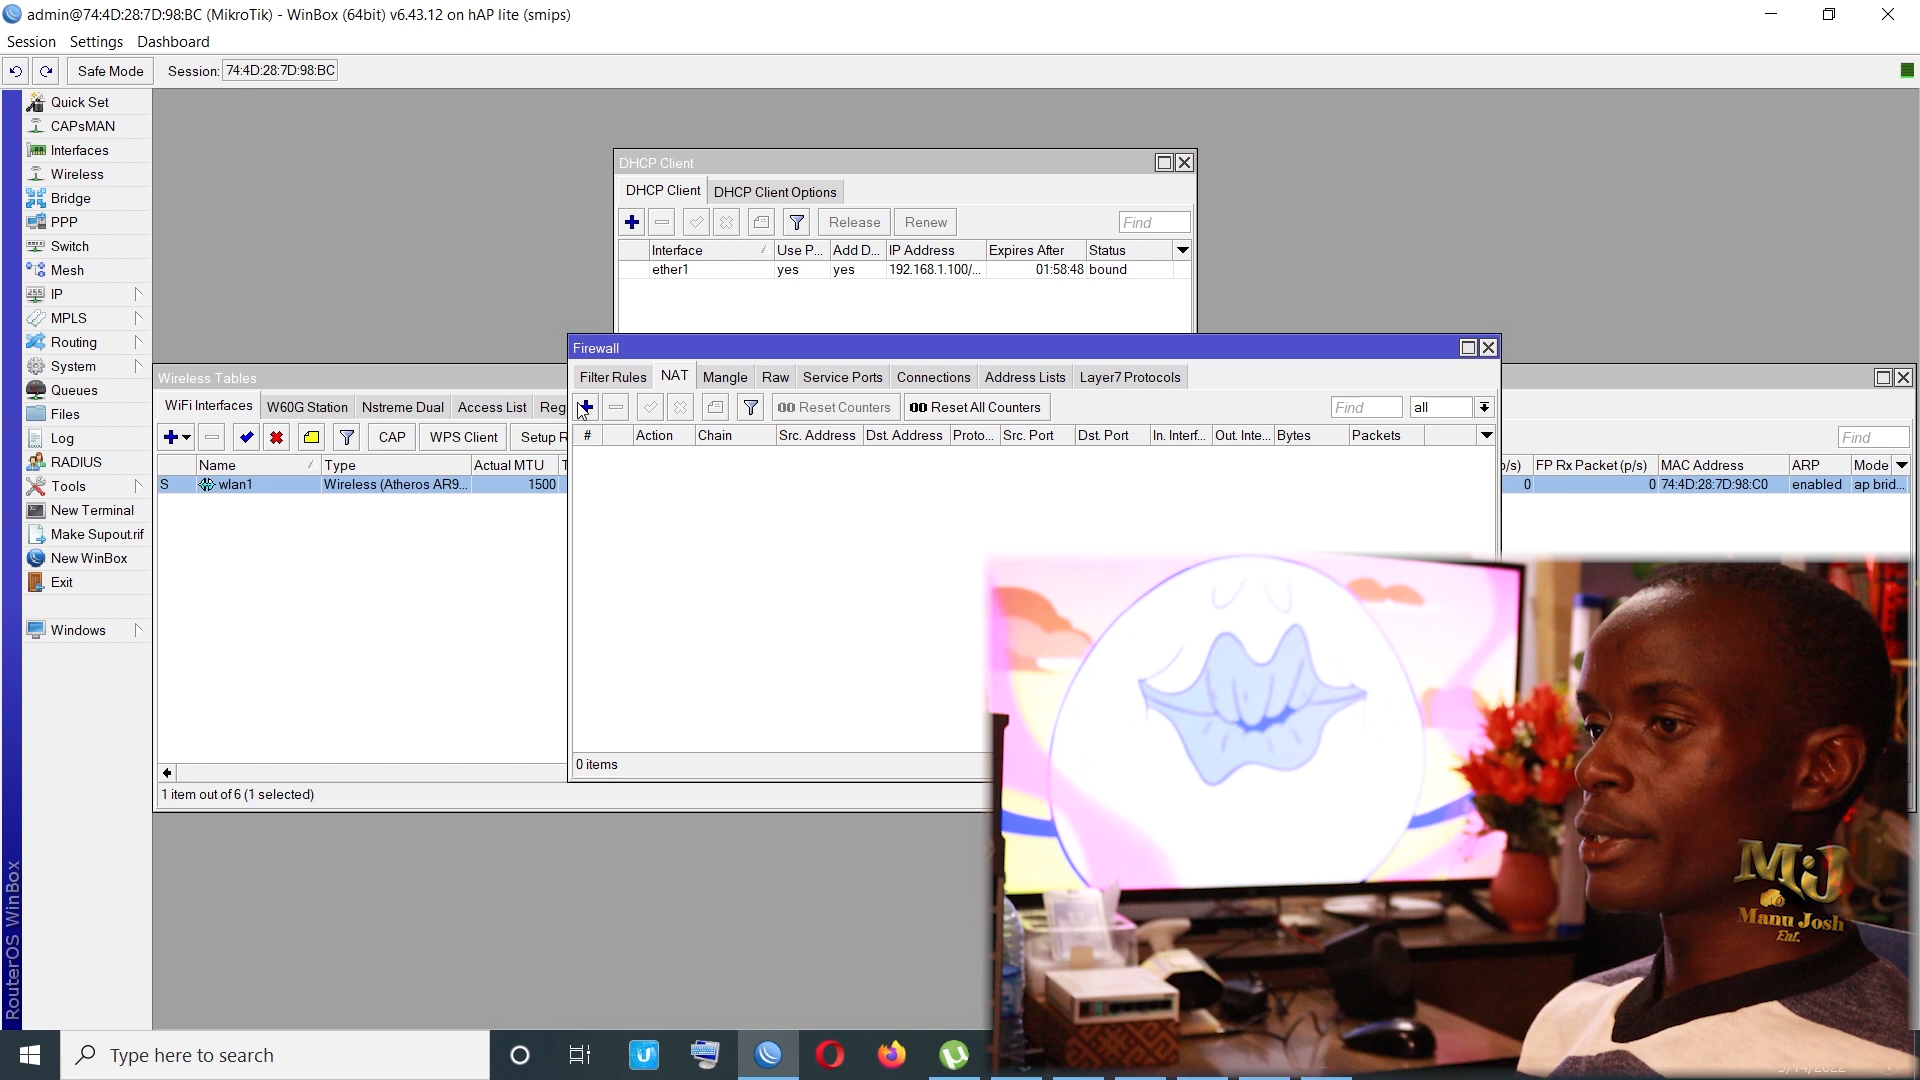 admin@74:4D:28:7D:98:BC (MikroTik) - WinBox (64bit) v6.43.12 on hAP lite (smips)
Session Settings Dashboard
Safe Mode Session: 74:4D:28:7D:98:BC
Quick Set
CAPsMAN
Interfaces
Wireless
Bridge
PPP
Switch
Mesh
IP
MPLS
Routing
System
Queues
Files
Log
RADIUS
Tools
New Terminal
Make Supout.rif
New WinBox
Exit
Windows
RouterOS WinBox
DHCP Client
DHCP Client DHCP Client Options
Release Renew Find
Interface Use P... Add D... IP Address Expires After Status
ether1 yes yes 192.168.1.100/... 01:58:48 bound
Wireless Tables
WiFi Interfaces W60G Station Nstreme Dual Access List Reg
CAP WPS Client Setup R
Name Type Actual MTU T
S wlan1 Wireless (Atheros AR9... 1500
1 item out of 6 (1 selected)
Firewall
Filter Rules NAT Mangle Raw Service Ports Connections Address Lists Layer7 Protocols
00 Reset Counters 00 Reset All Counters Find all
# Action Chain Src. Address Dst. Address Proto... Src. Port Dst. Port In. Interf... Out. Inte... Bytes Packets
0 items
Find
/s) FP Rx Packet (p/s) MAC Address ARP Mode
0 0 74:4D:28:7D:98:C0 enabled ap brid...
MJ
Manu Josh
Ent.
Type here to search